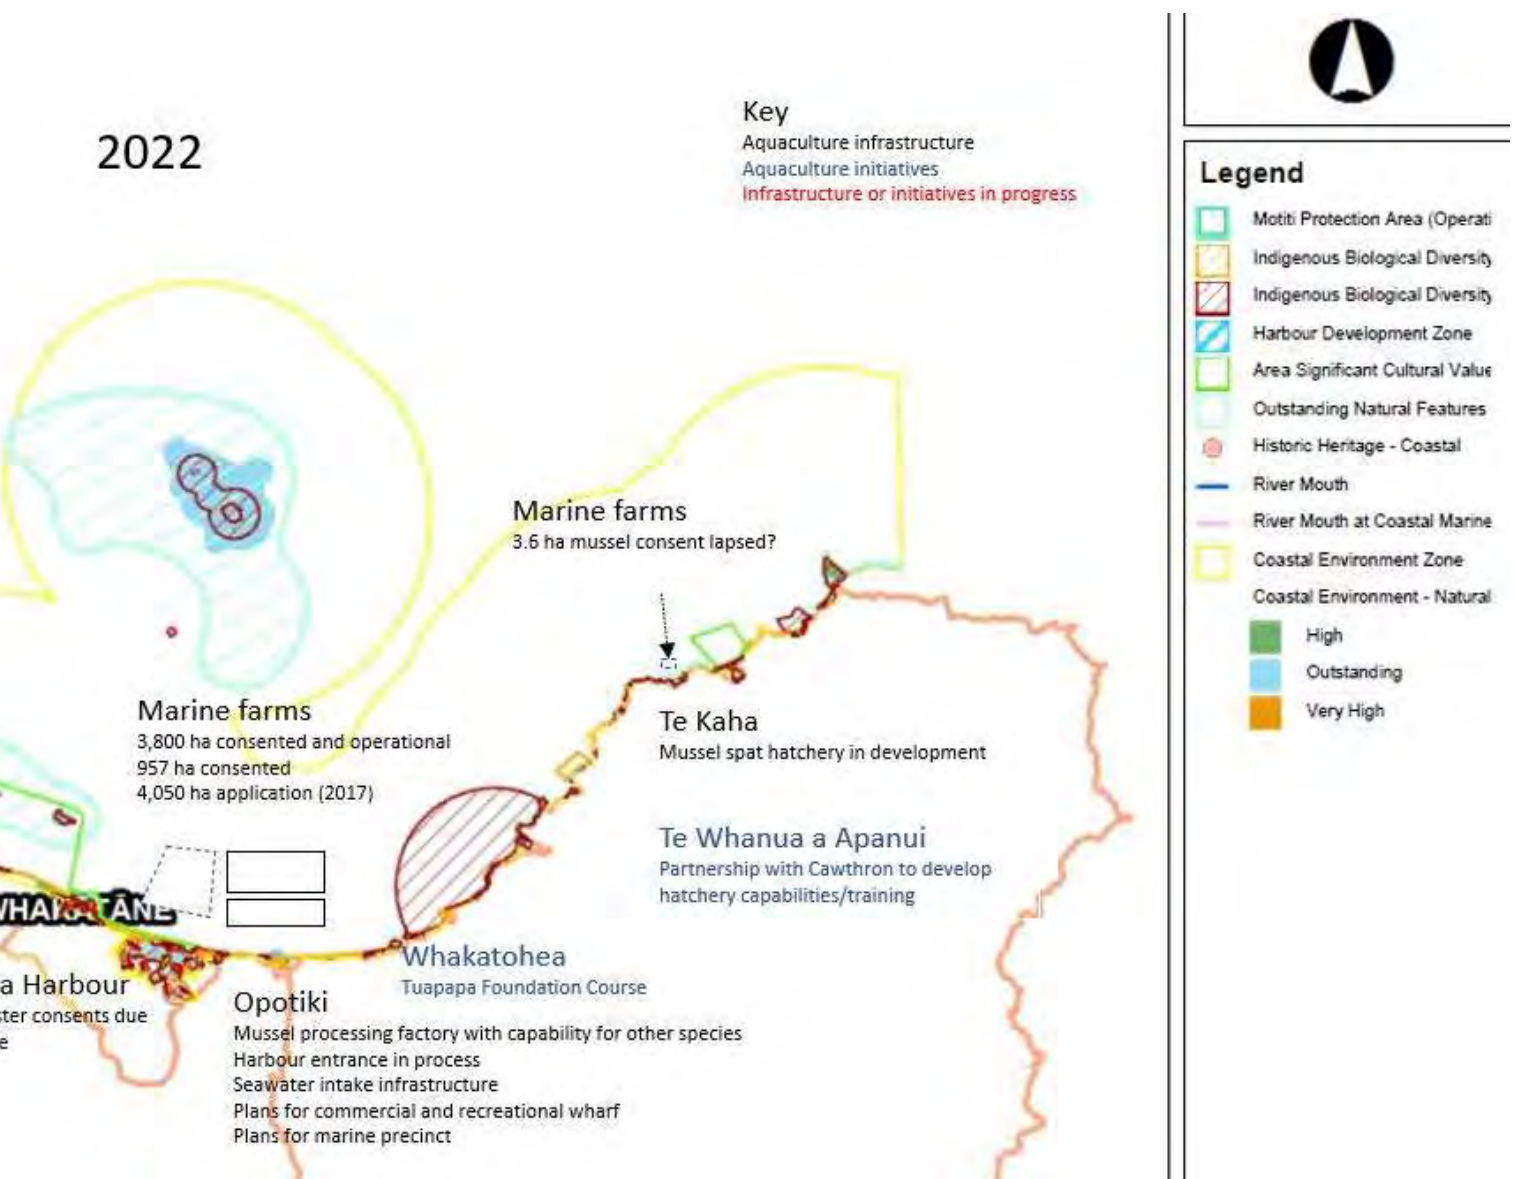 2022
Key
Aquaculture infrastructure
Aquaculture initiatives
Infrastructure or initiatives in progress
Marine farms
3.6 ha mussel consent lapsed?
Marine farms
3,800 ha consented and operational
957 ha consented
4,050 ha application (2017)
Te Kaha
Mussel spat hatchery in development
Te Whanua a Apanui
Partnership with Cawthron to develop
hatchery capabilities/training
WHAKATĀNE
Whakatohea
Tuapapa Foundation Course
a Harbour
ster consents due
e
Opotiki
Mussel processing factory with capability for other species
Harbour entrance in process
Seawater intake infrastructure
Plans for commercial and recreational wharf
Plans for marine precinct
Legend
Motiti Protection Area (Operati
Indigenous Biological Diversity
Indigenous Biological Diversity
Harbour Development Zone
Area Significant Cultural Value
Outstanding Natural Features
Historic Heritage - Coastal
River Mouth
River Mouth at Coastal Marine
Coastal Environment Zone
Coastal Environment - Natural
High
Outstanding
Very High